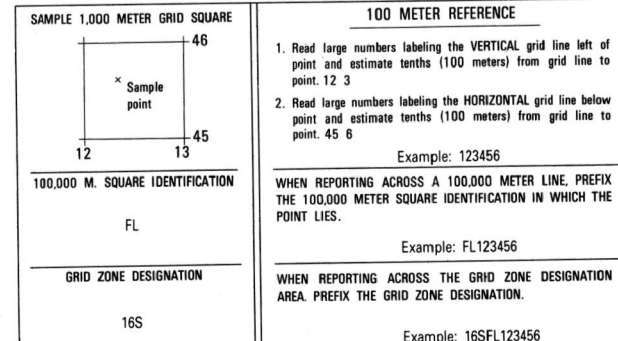 SAMPLE 1,000 METER GRID SQUARE
46
× Sample
point
45
12 13
100,000 M. SQUARE IDENTIFICATION
FL
GRID ZONE DESIGNATION
16S
100 METER REFERENCE
1. Read large numbers labeling the VERTICAL grid line left of
point and estimate tenths (100 meters) from grid line to
point. 12 3
2. Read large numbers labeling the HORIZONTAL grid line below
point and estimate tenths (100 meters) from grid line to
point. 45 6
Example: 123456
WHEN REPORTING ACROSS A 100,000 METER LINE, PREFIX
THE 100,000 METER SQUARE IDENTIFICATION IN WHICH THE
POINT LIES.
Example: FL123456
WHEN REPORTING ACROSS THE GRID ZONE DESIGNATION
AREA. PREFIX THE GRID ZONE DESIGNATION.
Example: 16SFL123456